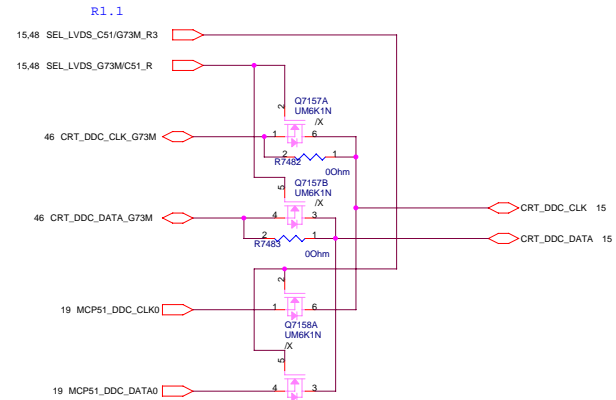 R1.1
15,48 SEL_LVDS_C51/G73M_R3
15,48 SEL_LVDS_G73M/C51_R
Q7157A
UM6K1N
/X
2
1
6
46 CRT_DDC_CLK_G73M
2
1
R7482
0Ohm
Q7157B
UM6K1N
/X
5
4
3
46 CRT_DDC_DATA_G73M
CRT_DDC_CLK 15
2
1
R7483
0Ohm
CRT_DDC_DATA 15
2
1
6
19 MCP51_DDC_CLK0
Q7158A
UM6K1N
/X
5
4
3
19 MCP51_DDC_DATA0